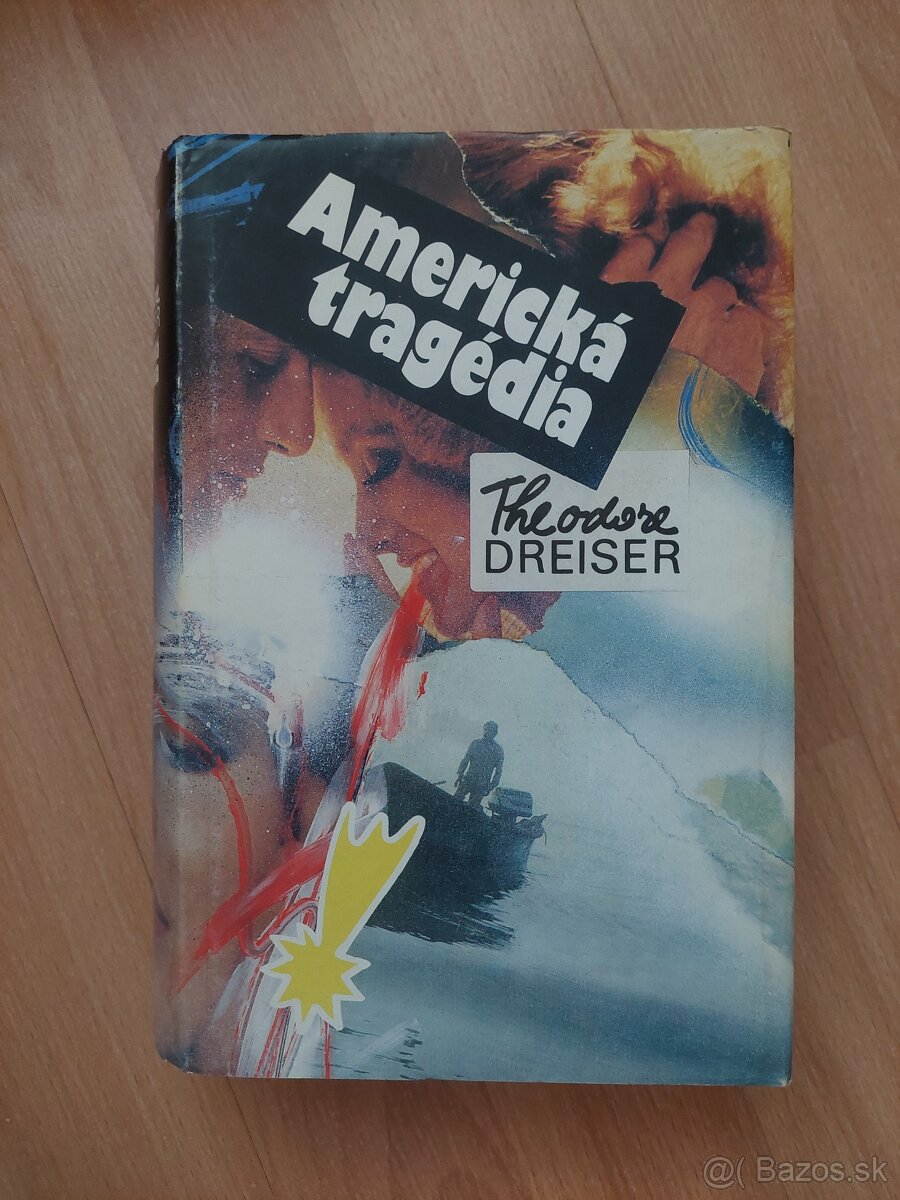 Americká
tragédia
Theodore
DREISER
@( Bazos.sk